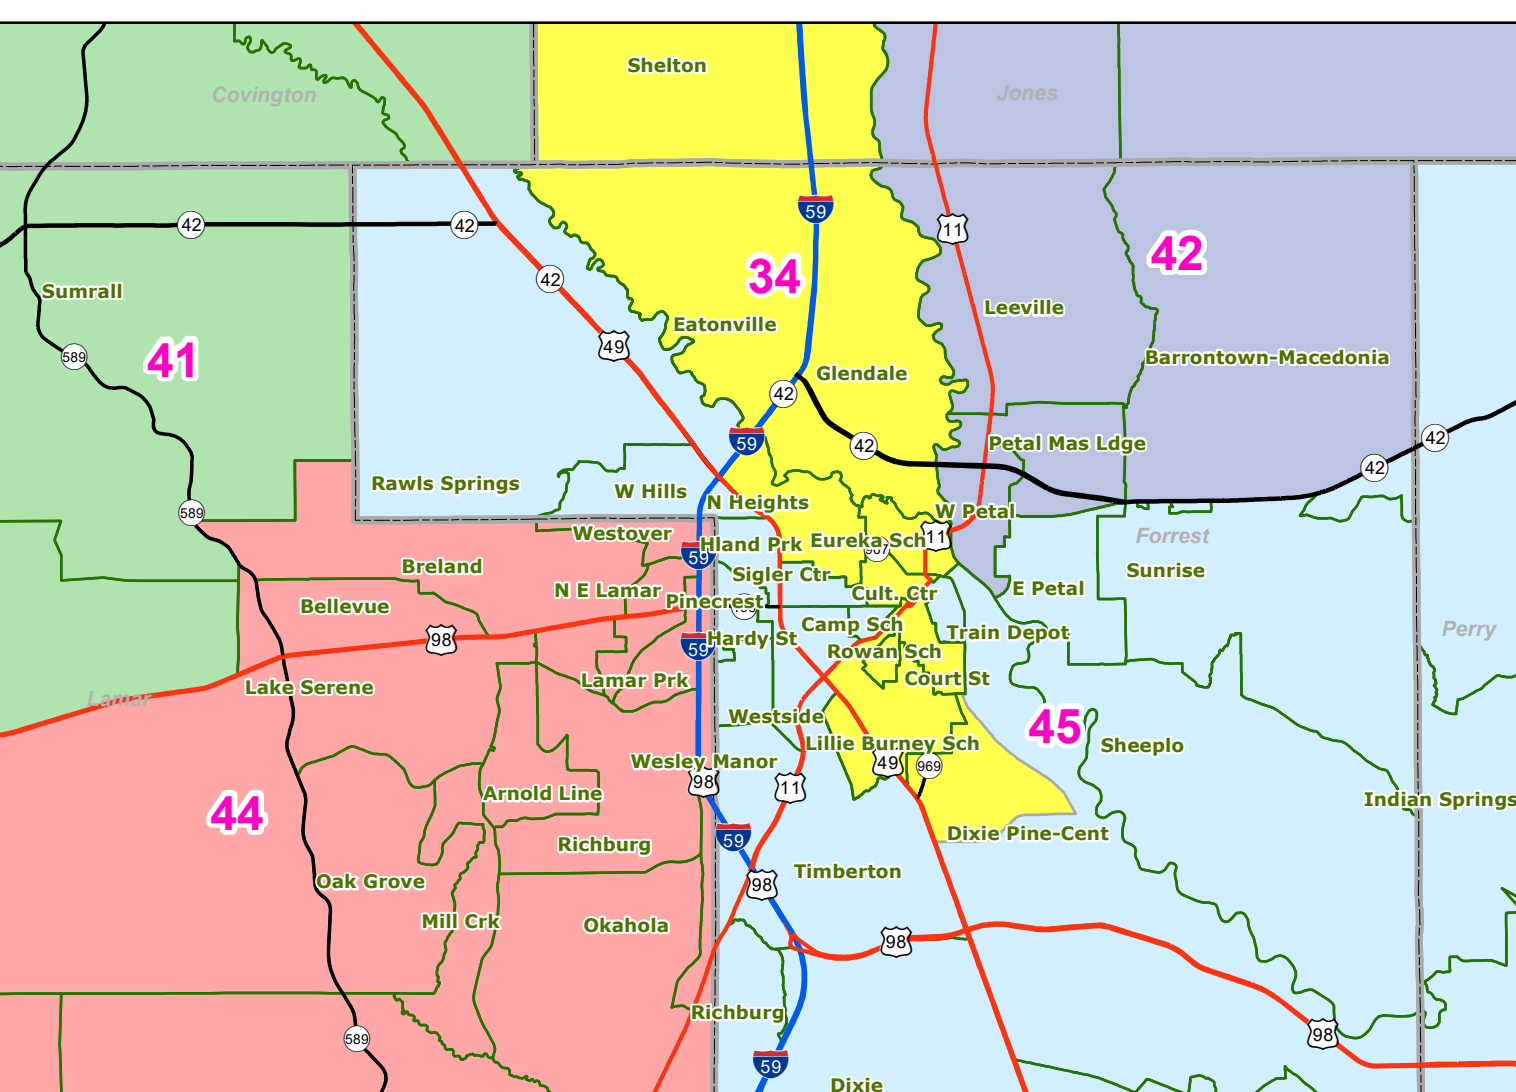 Shelton
Covington
Jones
59
42
42
11
42
34
42
Sumrall
Leeville
Eatonville
49
589
41
Barrontown-Macedonia
Glendale
42
59
42
42
Petal Mas Ldge
42
Rawls Springs
W Hills
N Heights
589
W Petal
Westover
Forrest
Hland Prk
Eureka Sch
11
59
Breland
Sigler Ctr
Sunrise
N E Lamar
E Petal
Cult. Ctr
Bellevue
Pinecrest
Camp Sch
Perry
98
Hardy St
Train Depot
59
Rowan Sch
Lamar Prk
Court St
Lake Serene
Lamar
Westside
45
Lillie Burney Sch
Sheeplo
Wesley Manor
49
969
98
11
Arnold Line
Indian Springs
44
59
Dixie Pine-Cent
Richburg
Timberton
Oak Grove
98
Mill Crk
Okahola
98
Richburg
98
589
59
Dixie